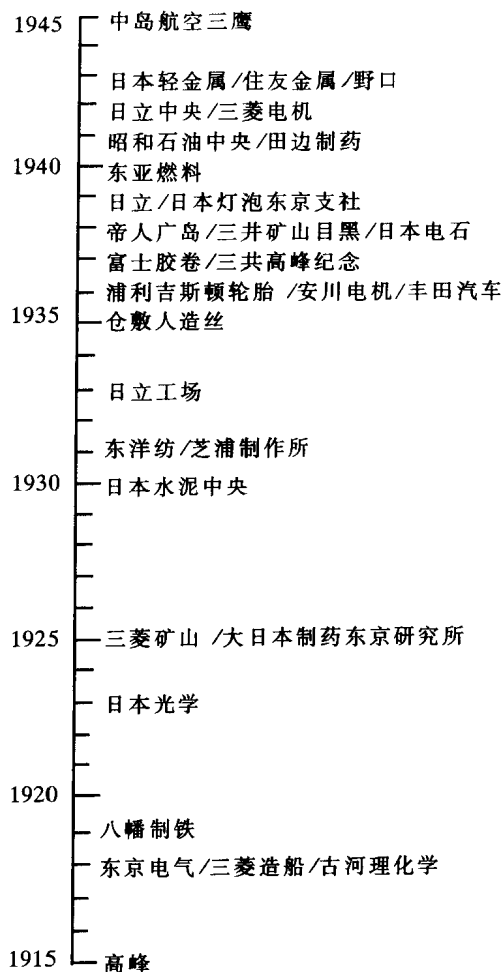 1945 中岛航空三鹰
日本轻金属/住友金属/野口
日立中央/三菱电机
昭和石油中央/田边制药
1940 东亚燃料
日立/日本灯泡东京支社
帝人广岛/三井矿山目黑/日本电石
富士胶卷/三共高峰纪念
浦利吉斯顿轮胎 /安川电机/丰田汽车
1935 仓敷人造丝
日立工场
东洋纺/芝浦制作所
1930 日本水泥中央
1925 三菱矿山 /大日本制药东京研究所
日本光学
1920
八幡制铁
东京电气/三菱造船/古河理化学
1915 高峰